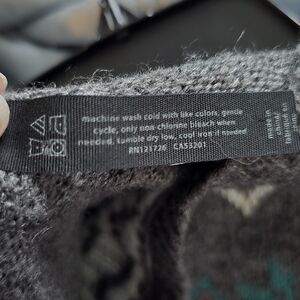 machine wash cold with like colors, gentle
cycle, only non-chlorine bleach when
needed, tumble dry low, cool iron if needed
RN121726 CA53201